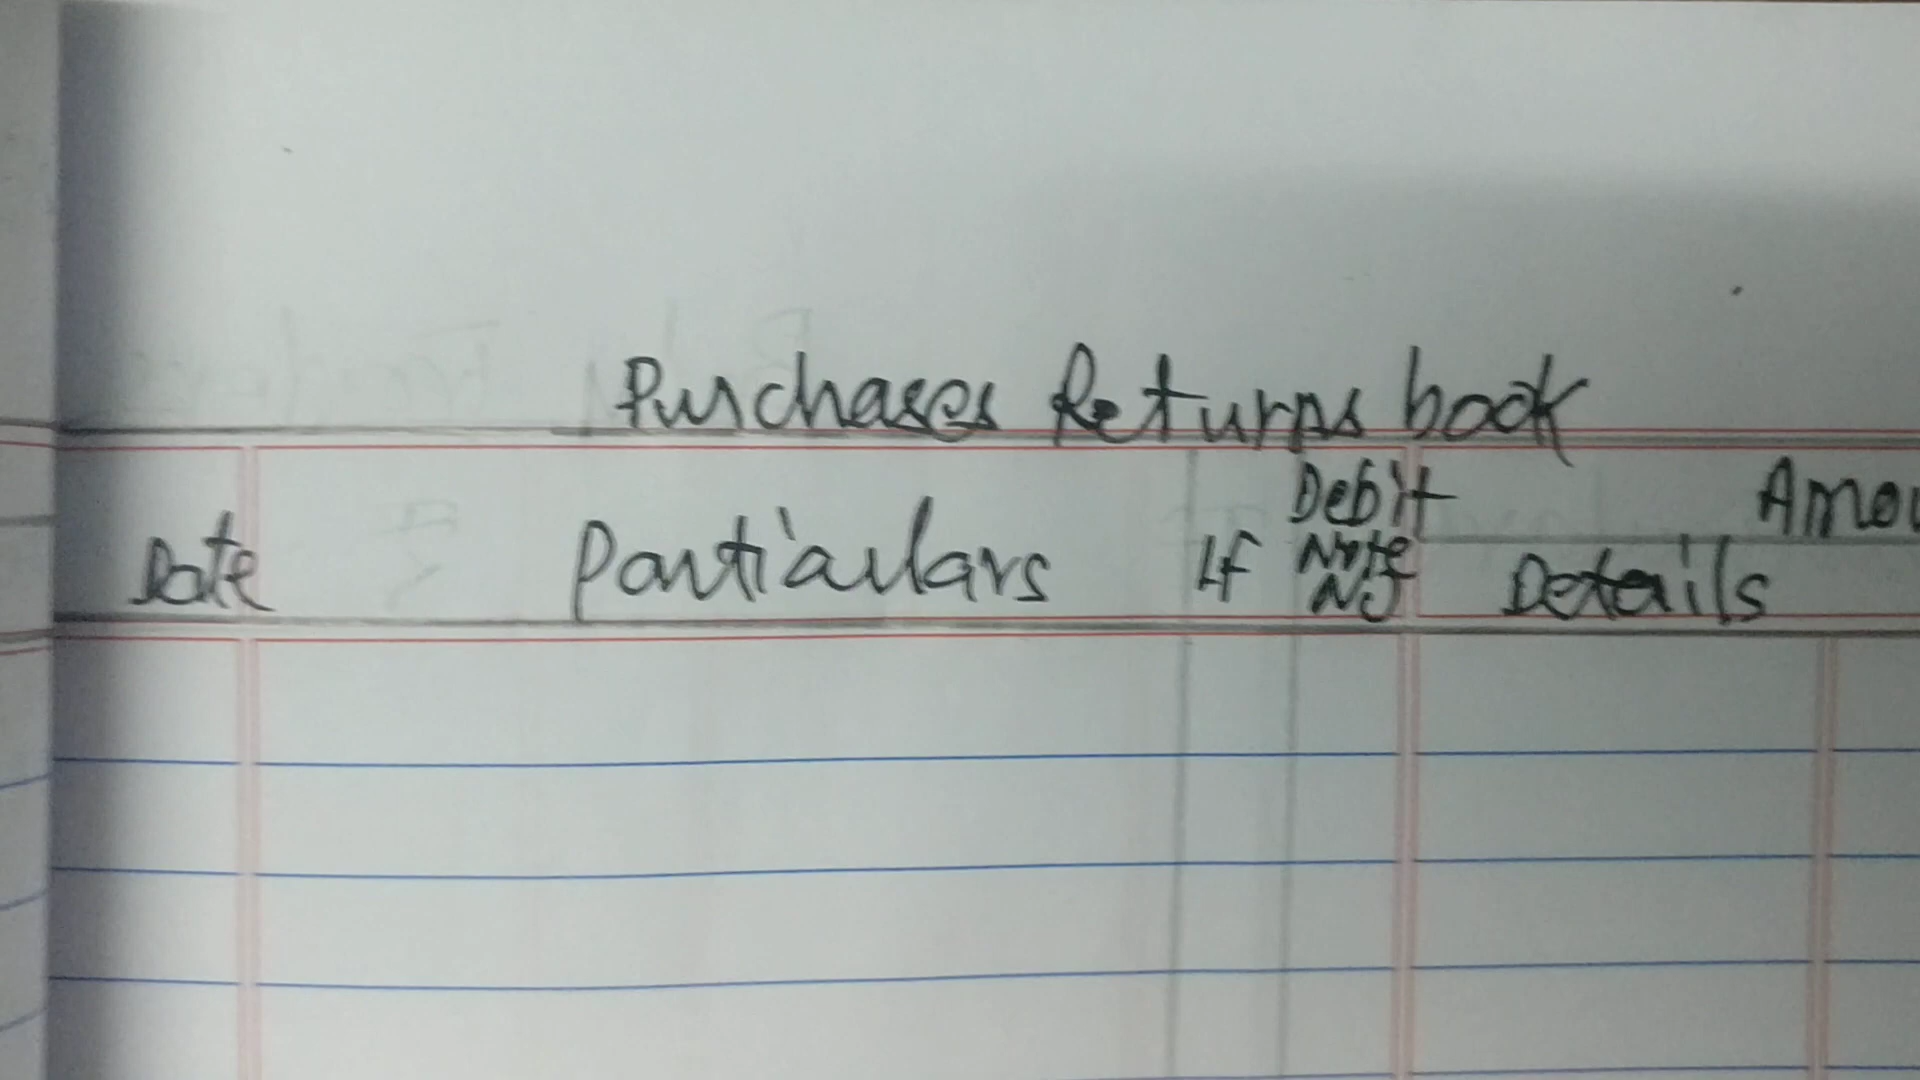 Purchases Returns book
Date Particulars lf Debit Note No Details Amou